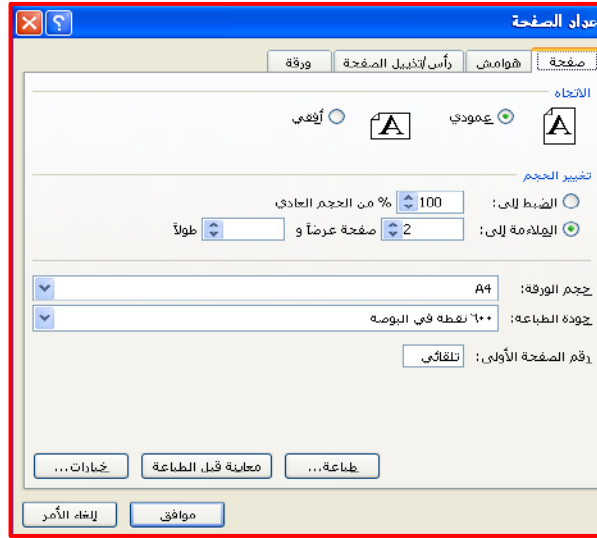 عداد الصفحة
صفحة هوامش رأس/تذييل الصفحة ورقة
الاتجاه
A عمودي A أفقي
تغيير الحجم
الضبط إلى: 100 % من الحجم العادي
الملاءمة إلى: 2 صفحة عرضاً و طولاً
حجم الورقة: A4
جودة الطباعة: ٦٠٠ نقطة في البوصة
رقم الصفحة الأولى: تلقائي
طباعة... معاينة قبل الطباعة خيارات...
موافق إلغاء الأمر